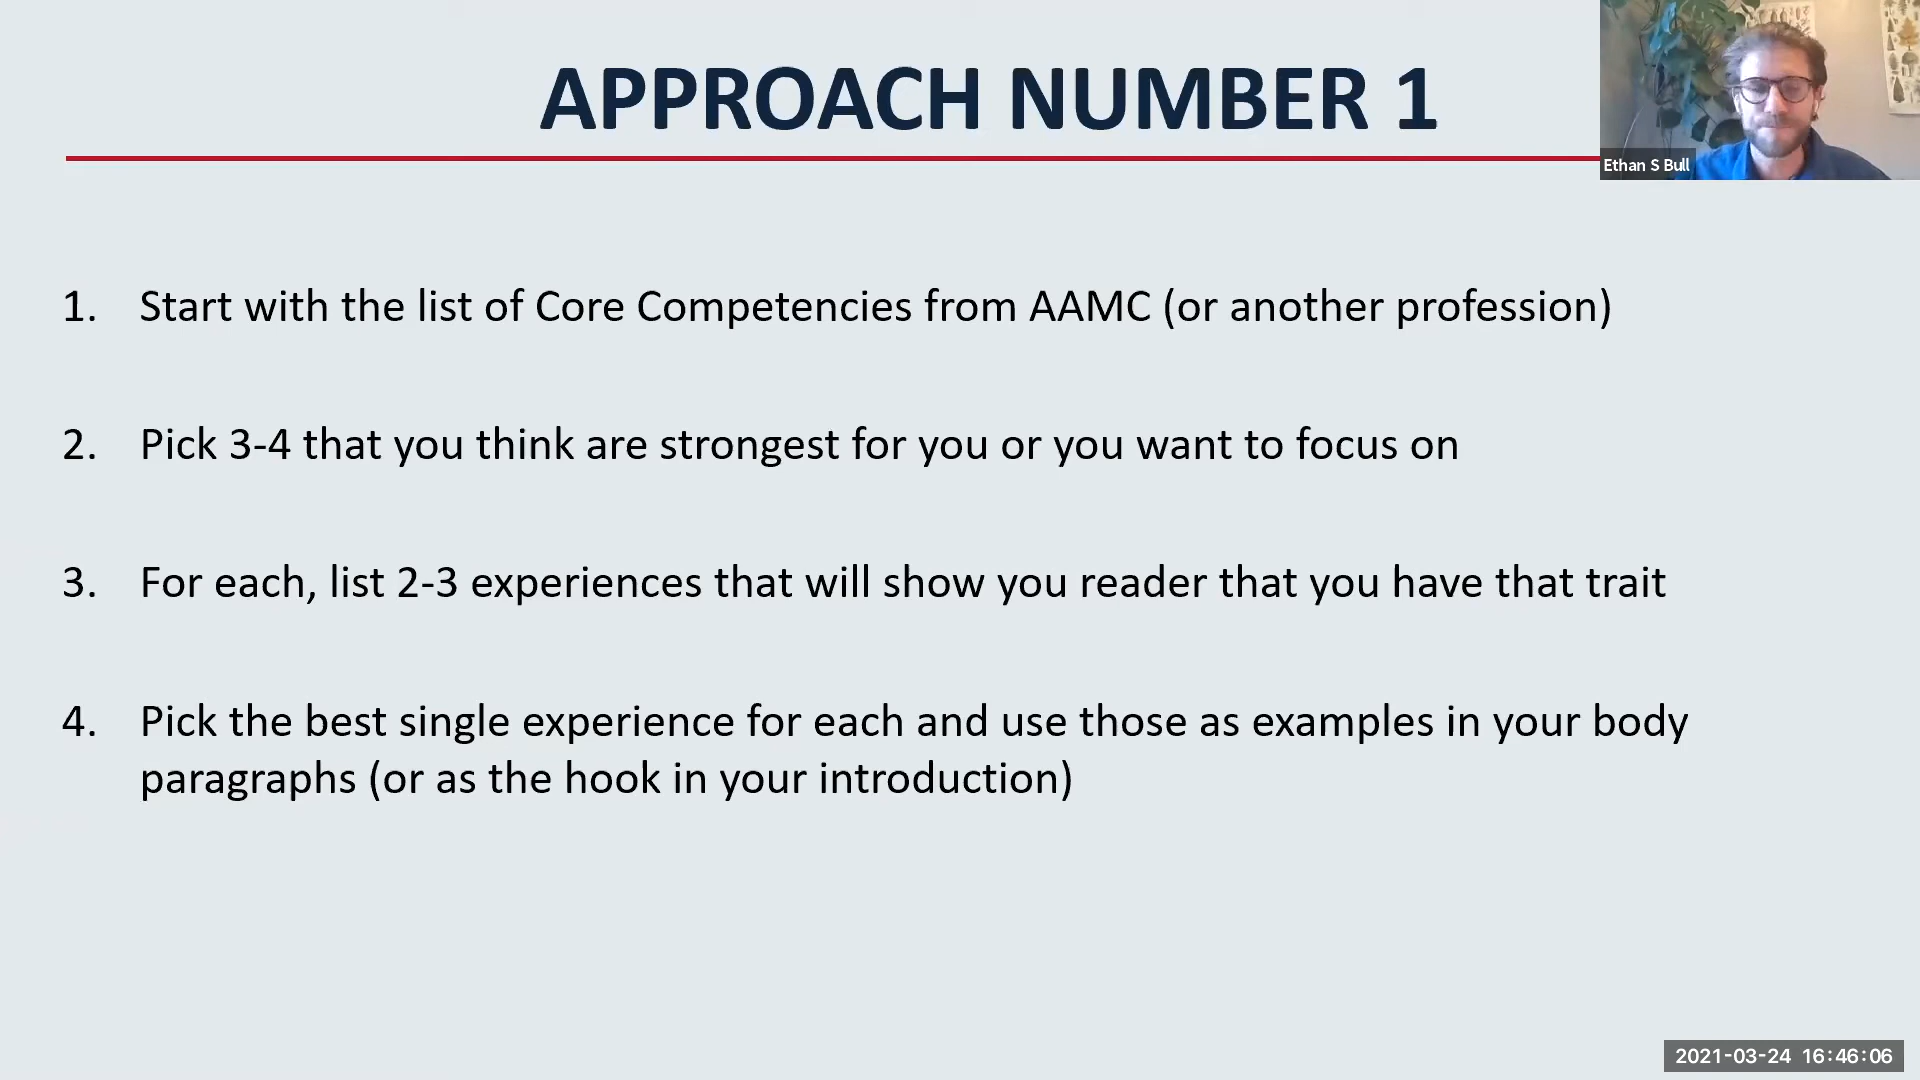 APPROACH NUMBER 1
Ethan S Bull
1. Start with the list of Core Competencies from AAMC (or another profession)
2. Pick 3-4 that you think are strongest for you or you want to focus on
3. For each, list 2-3 experiences that will show you reader that you have that trait
4. Pick the best single experience for each and use those as examples in your body
paragraphs (or as the hook in your introduction)
2021-03-24 16:46:06